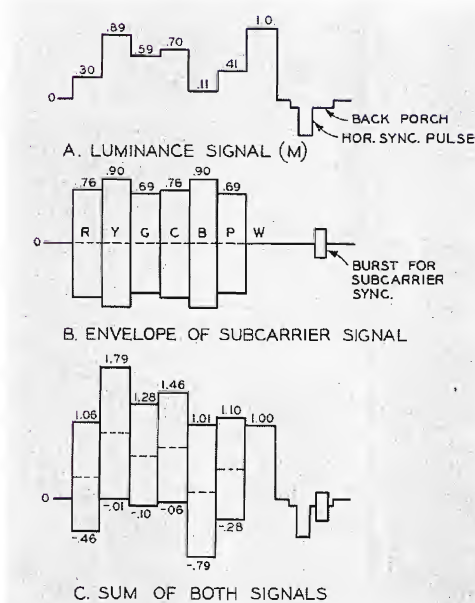 1.0
.89
.70
.59
.41
.30
.11
0
BACK PORCH
HOR. SYNC. PULSE
A. LUMINANCE SIGNAL (M)
.76 .90 .69 .76 .90 .69
0 R Y G C B P W
BURST FOR
SUBCARRIER
SYNC.
B. ENVELOPE OF SUBCARRIER SIGNAL
1.79
1.46
1.28
1.06 1.01 1.10 1.00
0
-.01 -.10 -.06
-.28
-.46
-.79
C. SUM OF BOTH SIGNALS